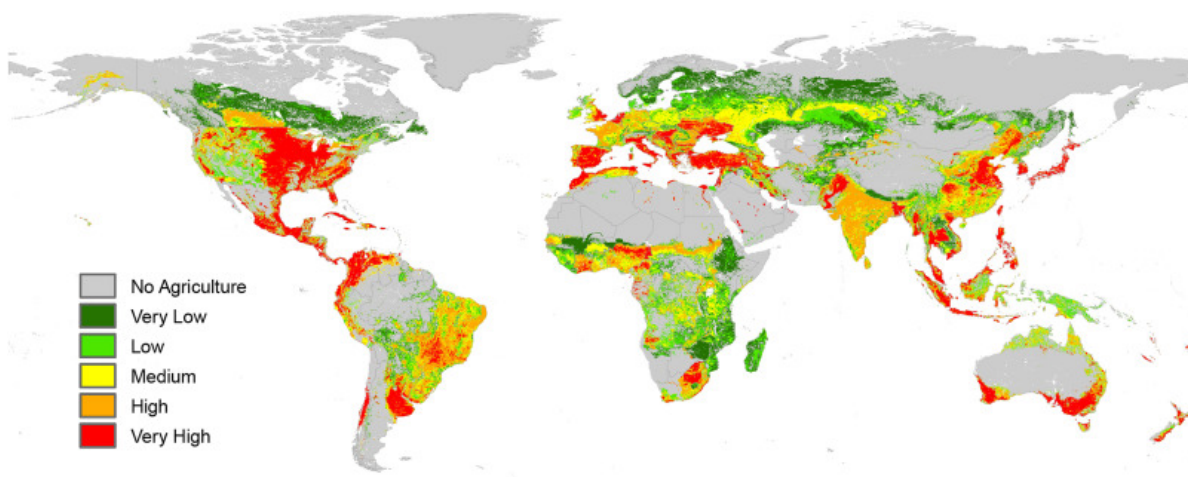 No Agriculture
Very Low
Low
Medium
High
Very High